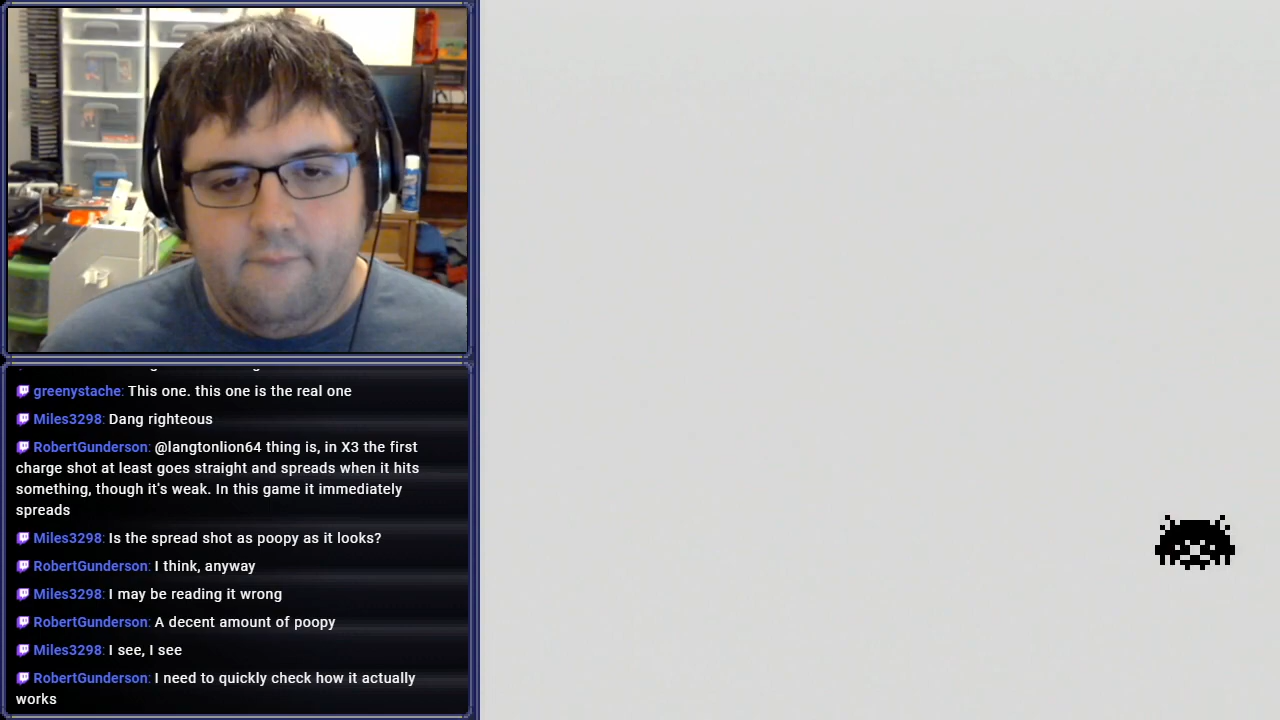 greenystache: This one. this one is the real one
Miles3298: Dang righteous
RobertGunderson: @langtonlion64 thing is, in X3 the first
charge shot at least goes straight and spreads when it hits
something, though it's weak. In this game it immediately
spreads
Miles3298: Is the spread shot as poopy as it looks?
RobertGunderson: I think, anyway
Miles3298: I may be reading it wrong
RobertGunderson: A decent amount of poopy
Miles3298: I see, I see
RobertGunderson: I need to quickly check how it actually
works